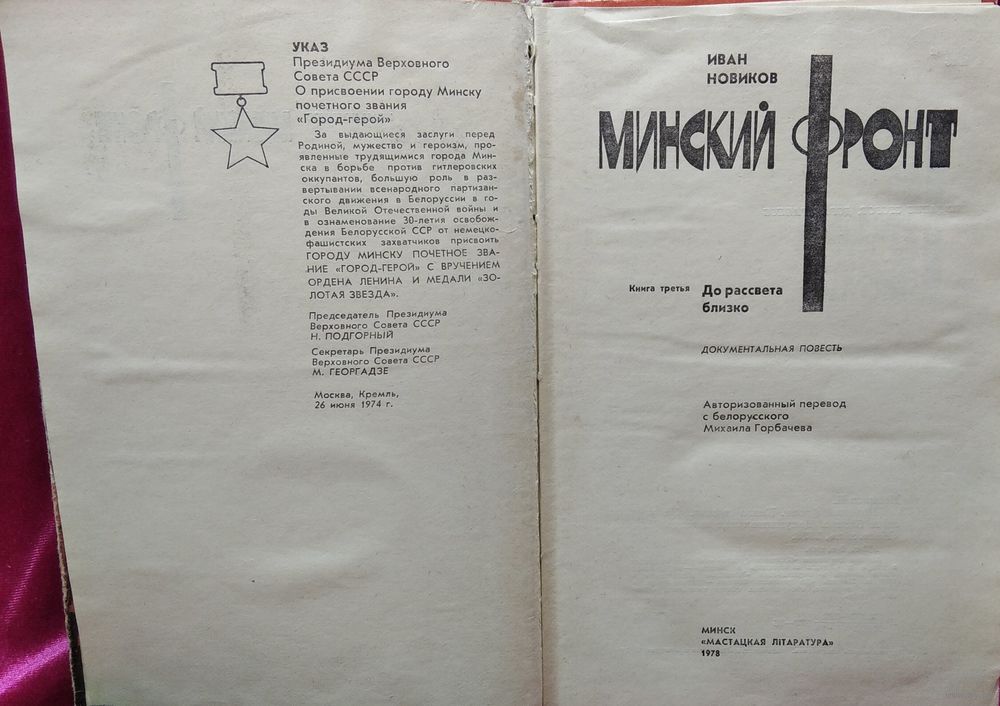 УКАЗ
Президиума Верховного
Совета СССР
О присвоении городу Минску
почетного звания
«Город-герой»
За выдающиеся заслуги перед
Родиной, мужество и героизм, про-
явленные трудящимися города Мин-
ска в борьбе против гитлеровских
оккупантов, большую роль в раз-
вертывании всенародного партизан-
ского движения в Белоруссии в го-
ды Великой Отечественной войны и
в ознаменование 30-летия освобож-
дения Белорусской ССР от немецко-
фашистских захватчиков присвоить
ГОРОДУ МИНСКУ ПОЧЕТНОЕ ЗВА-
НИЕ «ГОРОД-ГЕРОЙ» С ВРУЧЕНИЕМ
ОРДЕНА ЛЕНИНА И МЕДАЛИ «ЗО-
ЛОТАЯ ЗВЕЗДА».
Председатель Президиума
Верховного Совета СССР
Н. ПОДГОРНЫЙ
Секретарь Президиума
Верховного Совета СССР
М. ГЕОРГАДЗЕ
Москва, Кремль,
26 июня 1974 г.
ИВАН
НОВИКОВ
МИНСКИЙ ФРОНТ
Книга третья До рассвета
близко
ДОКУМЕНТАЛЬНАЯ ПОВЕСТЬ
Авторизованный перевод
с белорусского
Михаила Горбачева
МИНСК
«МАСТАЦКАЯ ЛІТАРАТУРА»
1978